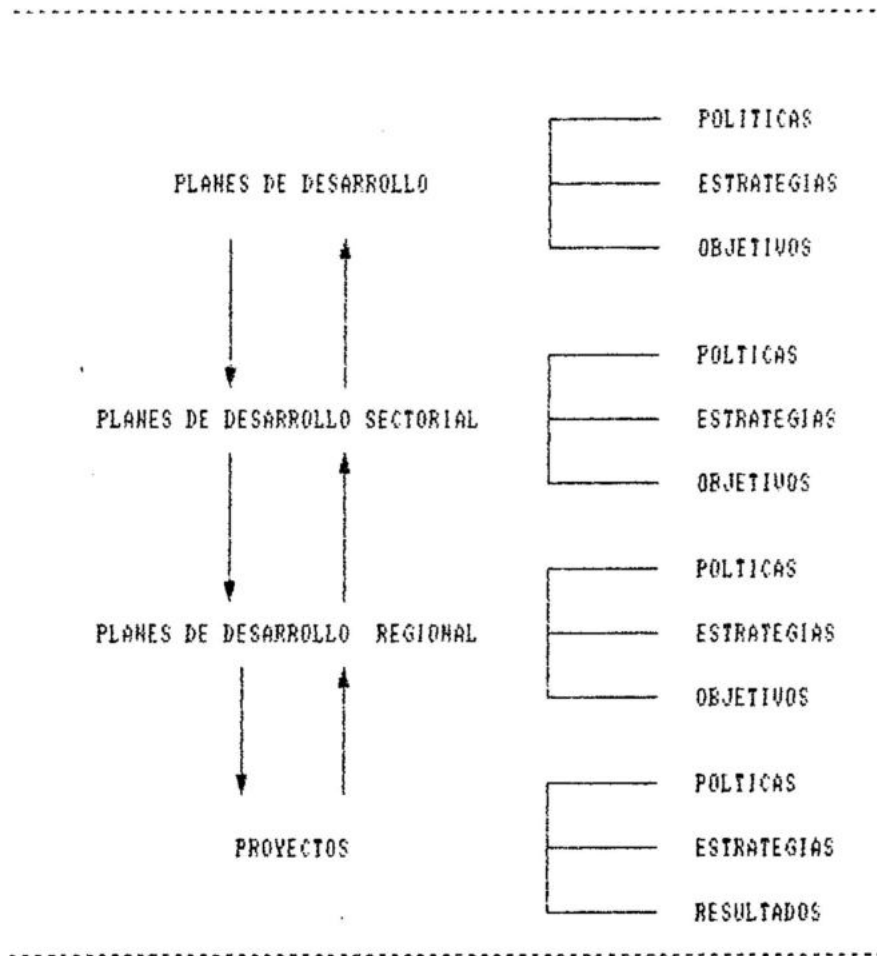 POLITICAS
PLANES DE DESARROLLO
ESTRATEGIAS
OBJETIVOS
POLTICAS
PLANES DE DESARROLLO SECTORIAL
ESTRATEGIAS
OBJETIVOS
POLTICAS
PLANES DE DESARROLLO REGIONAL
ESTRATEGIAS
OBJETIVOS
POLTICAS
PROYECTOS
ESTRATEGIAS
RESULTADOS